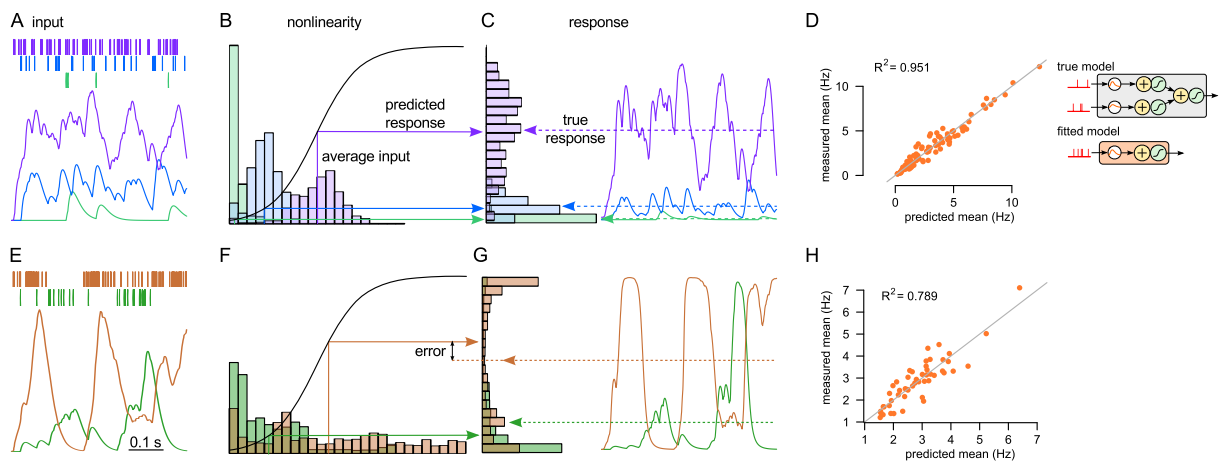 A input
B nonlinearity
C response
D
predicted
response
average input
true
response
R² = 0.951
measured mean (Hz)
10
5
0
0 5 10
predicted mean (Hz)
true model
fitted model
E
F
G
H
0.1 s
error
R² = 0.789
measured mean (Hz)
7
6
5
4
3
2
1
1 2 3 4 5 6 7
predicted mean (Hz)